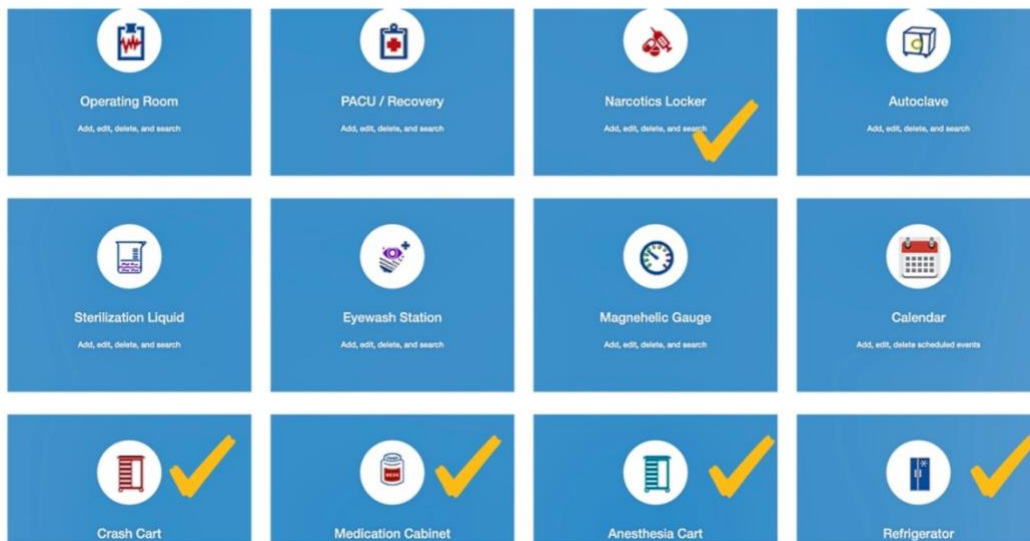 Operating Room
Add, edit, delete, and search
PACU / Recovery
Add, edit, delete, and search
Narcotics Locker
Add, edit, delete, and search
Autoclave
Add, edit, delete, and search
Sterilization Liquid
Add, edit, delete, and search
Eyewash Station
Add, edit, delete, and search
Magnehelic Gauge
Add, edit, delete, and search
Calendar
Add, edit, delete scheduled events
Crash Cart
Medication Cabinet
Anesthesia Cart
Refrigerator